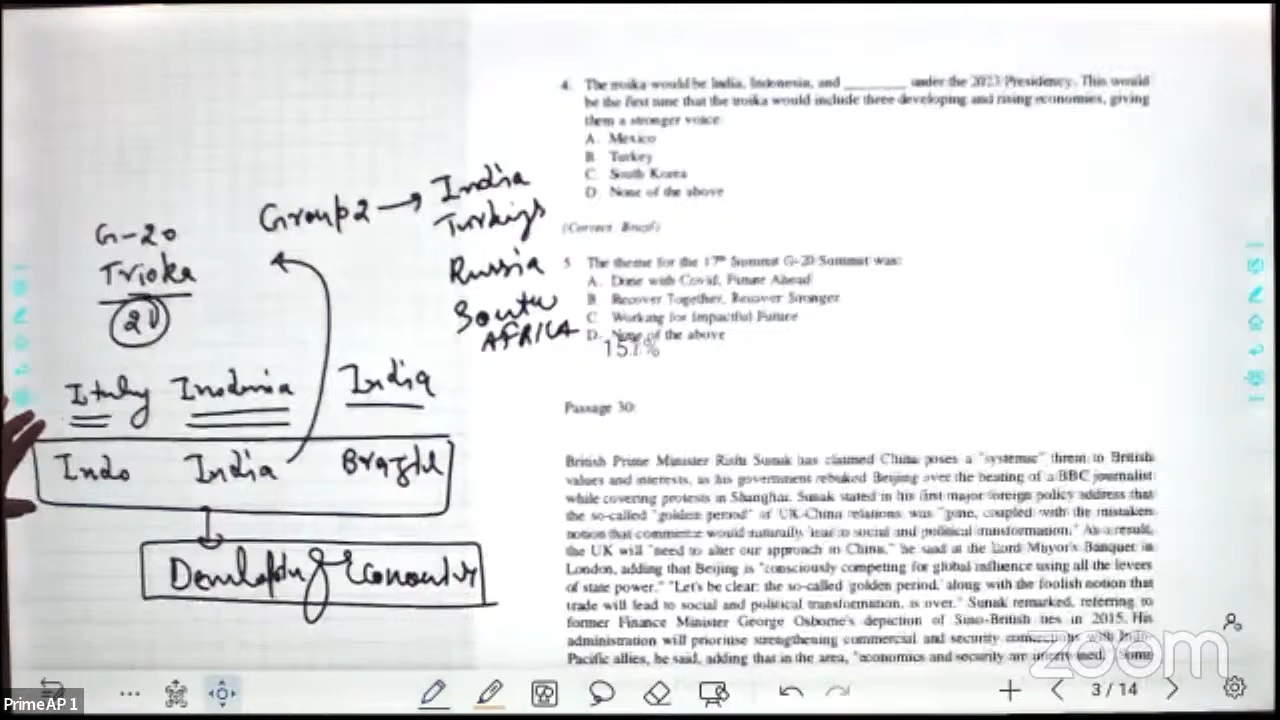 G-20
Trioka
20
Group 2 → India
Turkiys
Russia
South
AFRICA
Italy Inodnisia India
Indo India Brazil
Developing Economies
4. The troika would be India, Indonesia, and ________ under the 2023 Presidency. This would
be the first time that the troika would include three developing and rising economies, giving
them a stronger voice
A. Mexico
B Turkey
C. South Korea
D. None of the above
(Correct. Brazil)
5 The theme for the 17th Summit G-20 Summit was:
A. Done with Covid, Future Ahead
B Recover Together, Recover Stronger
C Working for Impactful Future
D. None of the above
Passage 30:
British Prime Minister Rishi Sunak has claimed China poses a "systemic" threat to British
values and interests, as his government rebuked Beijing over the beating of a BBC journalist
while covering protests in Shanghai. Sunak stated in his first major foreign policy address that
the so-called "golden period" of UK-China relations was "gone, coupled with the mistaken
notion that commerce would naturally lead to social and political transformation." As a result,
the UK will "need to alter our approach to China," he said at the Lord Mayor's Banquet in
London, adding that Beijing is "consciously competing for global influence using all the levers
of state power." "Let's be clear: the so-called 'golden period,' along with the foolish notion that
trade will lead to social and political transformation, is over." Sunak remarked, referring to
former Finance Minister George Osborne's depiction of Sino-British ties in 2015. His
administration will prioritise strengthening commercial and security connections with Indo-
Pacific allies, he said, adding that in the area, "economics and security are intertwined. Some
zoom
3 / 14
PrimeAP 1